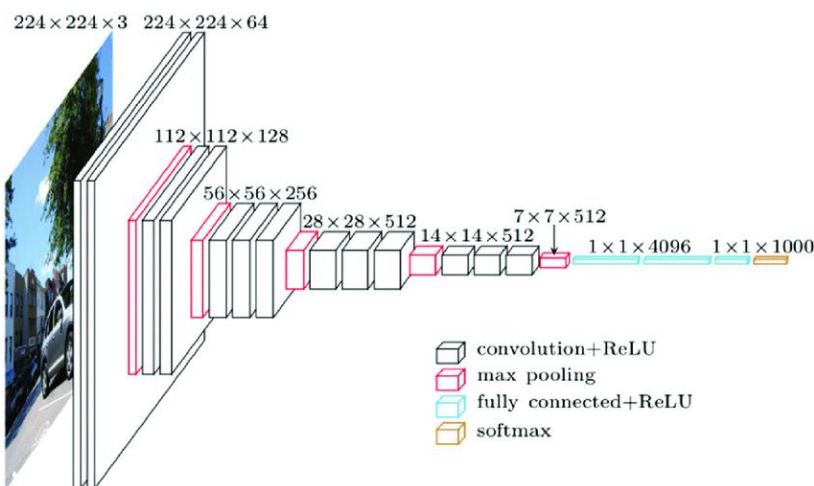 224×224×3
224×224×64
112×112×128
56×56×256
28×28×512
14×14×512
7×7×512
1×1×4096
1×1×1000
convolution+ReLU
max pooling
fully connected+ReLU
softmax